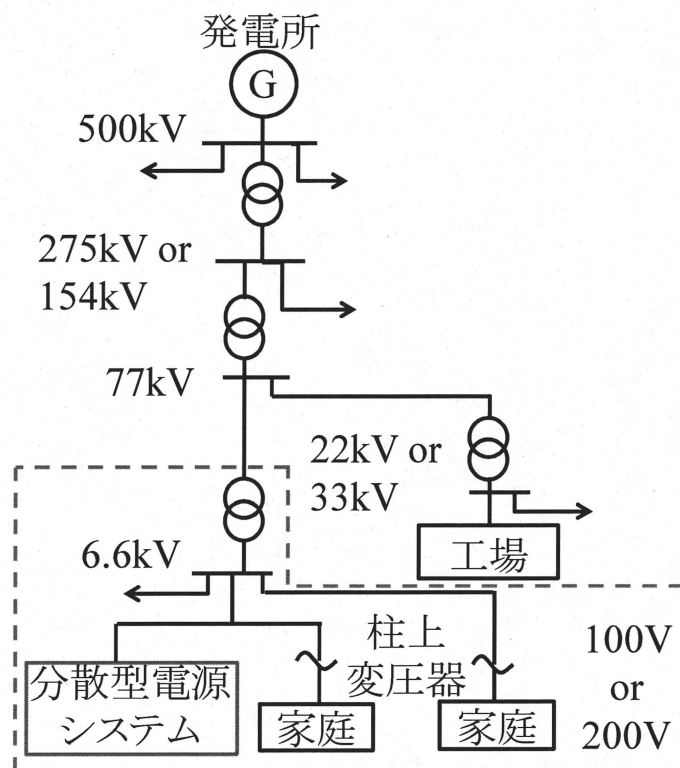 発電所
G
500kV
275kV or
154kV
77kV
22kV or
33kV
工場
6.6kV
柱上
変圧器
100V
or
200V
分散型電源
システム
家庭
家庭